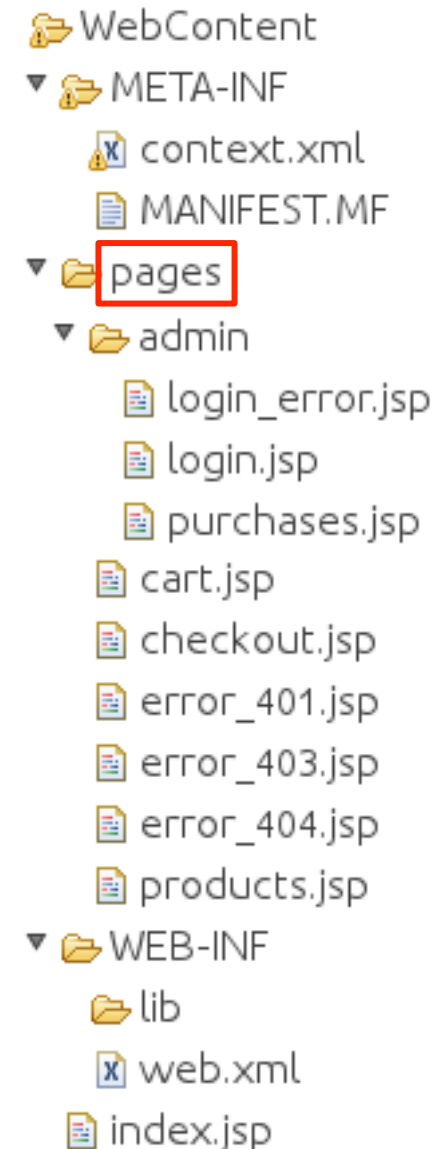 WebContent
META-INF
context.xml
MANIFEST.MF
pages
admin
login_error.jsp
login.jsp
purchases.jsp
cart.jsp
checkout.jsp
error_401.jsp
error_403.jsp
error_404.jsp
products.jsp
WEB-INF
lib
web.xml
index.jsp